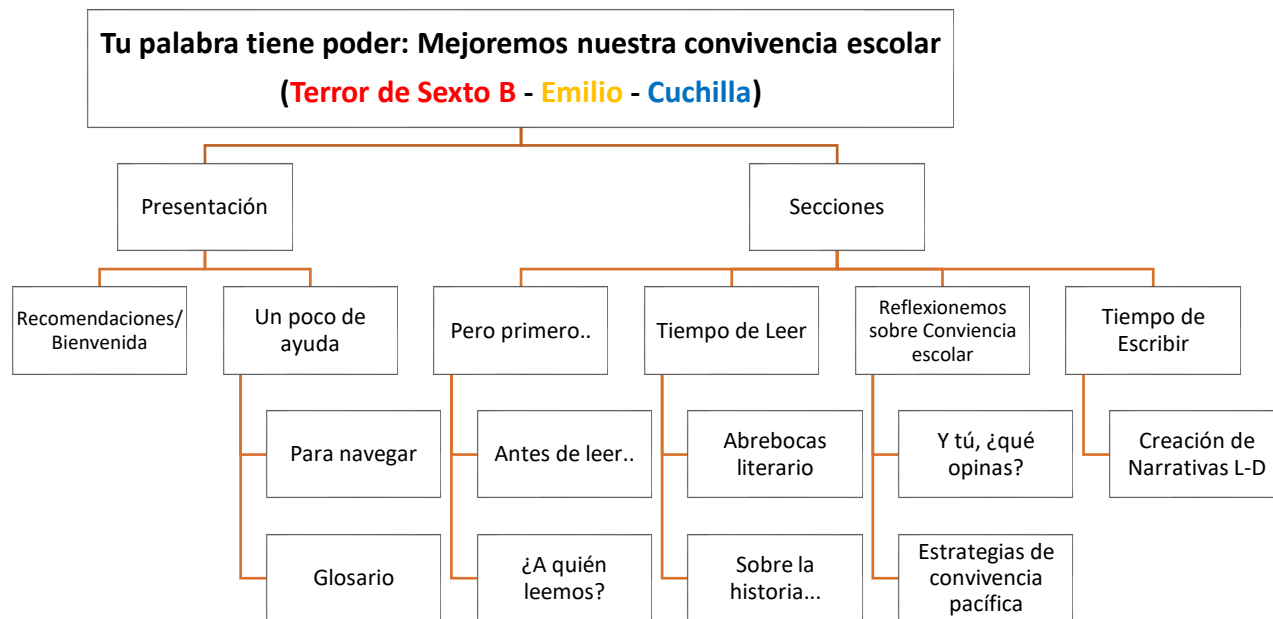 Tu palabra tiene poder: Mejoremos nuestra convivencia escolar
(Terror de Sexto B - Emilio - Cuchilla)
Presentación
Secciones
Recomendaciones/
Bienvenida
Un poco de
ayuda
Pero primero..
Tiempo de Leer
Reflexionemos
sobre Conviencia
escolar
Tiempo de
Escribir
Para navegar
Antes de leer..
Abrebocas
literario
Y tú, ¿qué
opinas?
Creación de
Narrativas L-D
Glosario
¿A quién
leemos?
Sobre la
historia...
Estrategias de
convivencia
pacífica